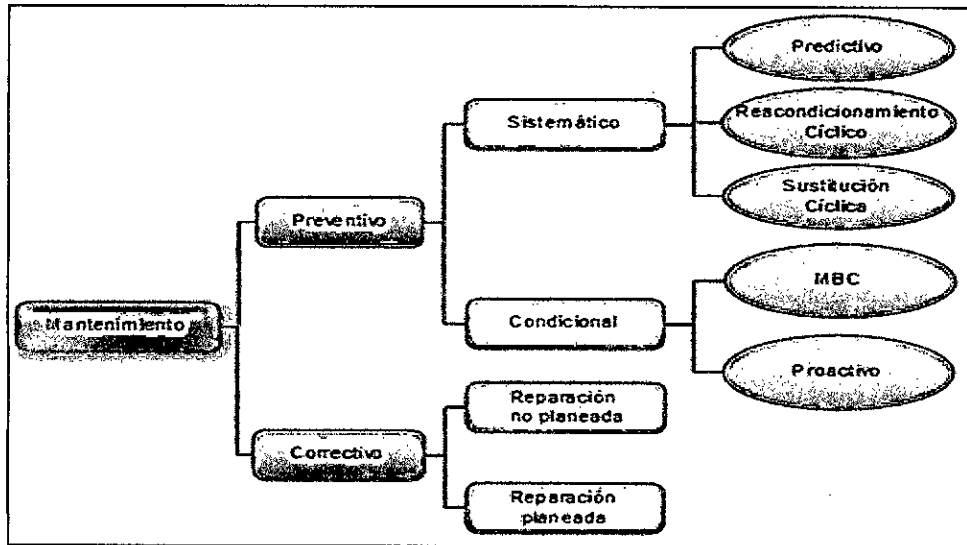 Mantenimiento
Preventivo
Sistemático
Predictivo
Reacondicionamiento
Cíclico
Sustitución
Cíclica
Condicional
MBC
Proactivo
Correctivo
Reparación
no planeada
Reparación
planeada